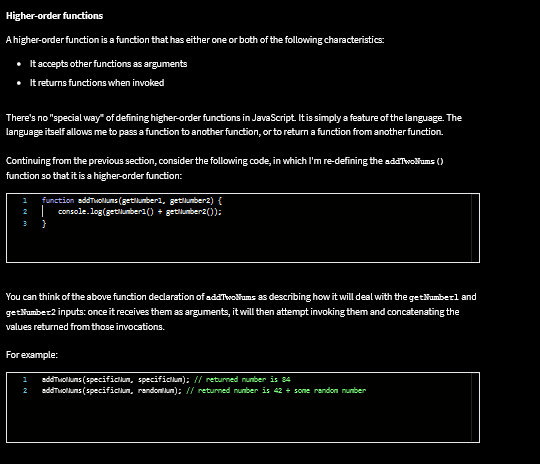 Higher-order functions
A higher-order function is a function that has either one or both of the following characteristics:
• It accepts other functions as arguments
• It returns functions when invoked
There's no "special way" of defining higher-order functions in JavaScript. It is simply a feature of the language. The
language itself allows me to pass a function to another function, or to return a function from another function.
Continuing from the previous section, consider the following code, in which I'm re-defining the addTwoNums()
function so that it is a higher-order function:
1 function addTwoNums(getNumber1, getNumber2) {
2 console.log(getNumber1() + getNumber2());
3 }
You can think of the above function declaration of addTwoNums as describing how it will deal with the getNumber1 and
getNumber2 inputs: once it receives them as arguments, it will then attempt invoking them and concatenating the
values returned from those invocations.
For example:
1 addTwoNums(specificNum, specificNum); // returned number is 84
2 addTwoNums(specificNum, randomNum); // returned number is 42 + some random number